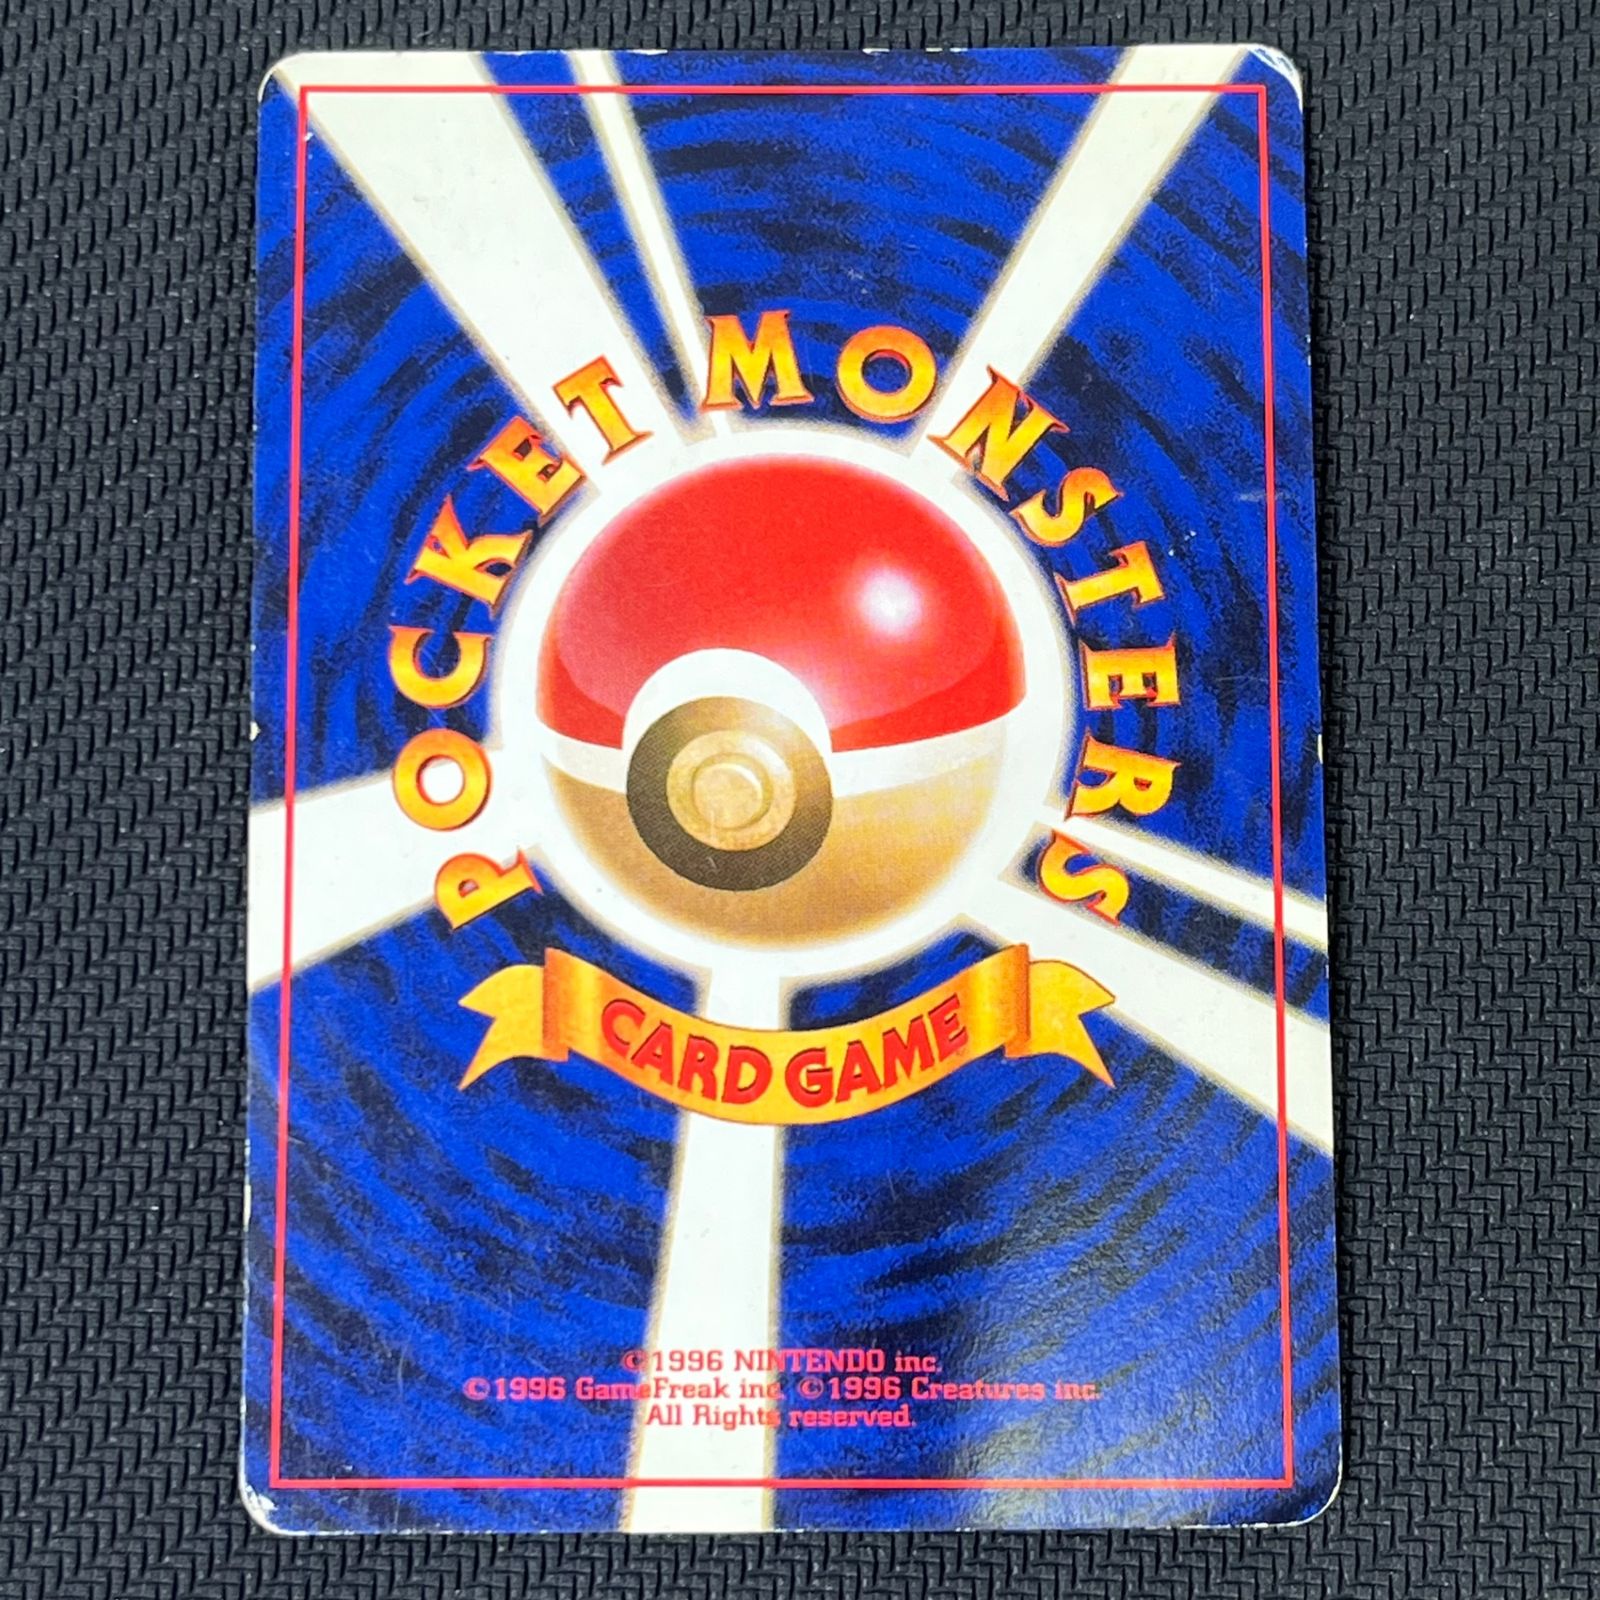 POCKET MONSTERS
CARD GAME
©1996 NINTENDO inc.
©1996 GameFreak inc. ©1996 Creatures inc.
All Rights reserved.